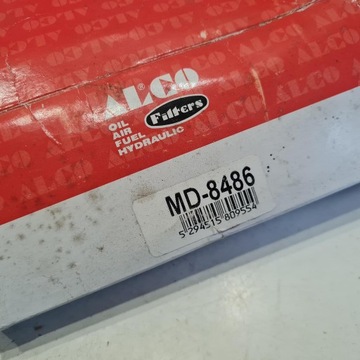 ALCO
Filters
OIL
AIR
FUEL
HYDRAULIC
MD-8486
5 294515 809554